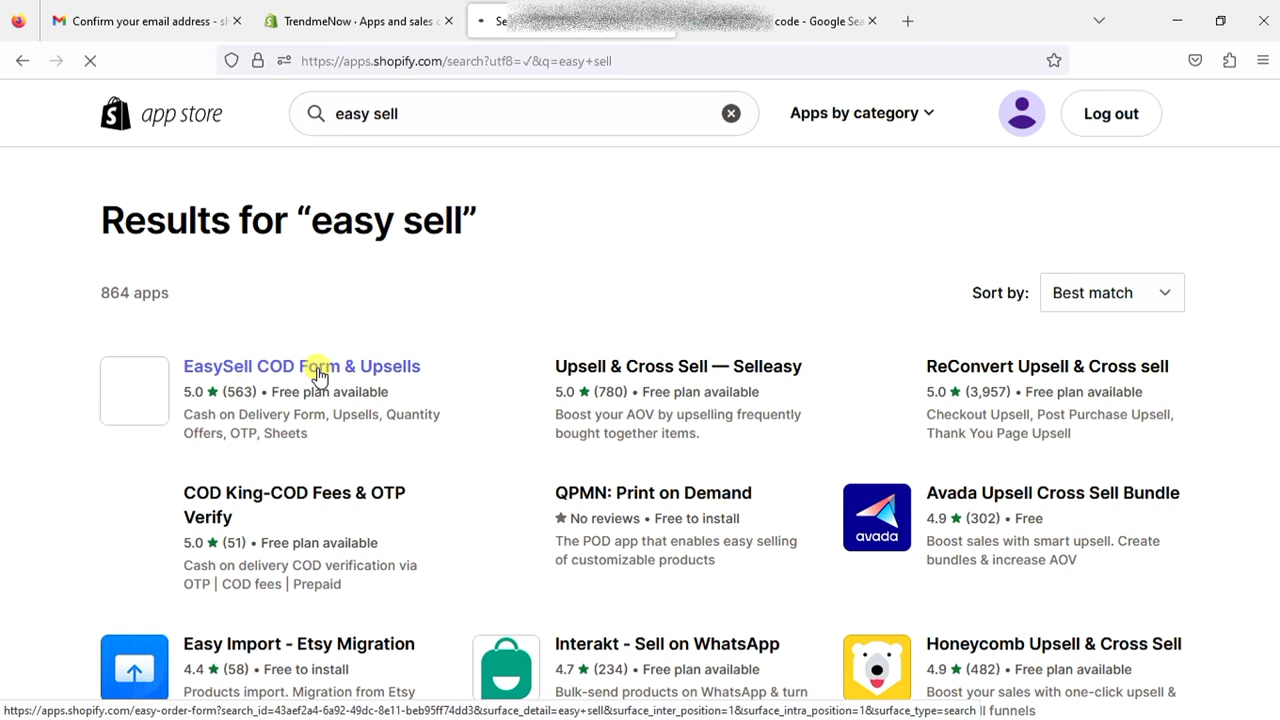 Confirm your email address - s
TrendmeNow · Apps and sales c
Se
code - Google Sea
https://apps.shopify.com/search?utf8=✓/&q=easy+sell
app store
easy sell
Apps by category
Log out
Results for “easy sell”
864 apps
Sort by:
Best match
EasySell COD Form & Upsells
5.0 ★ (563) • Free plan available
Cash on Delivery Form, Upsells, Quantity
Offers, OTP, Sheets
Upsell & Cross Sell — Selleasy
5.0 ★ (780) • Free plan available
Boost your AOV by upselling frequently
bought together items.
ReConvert Upsell & Cross sell
5.0 ★ (3,957) • Free plan available
Checkout Upsell, Post Purchase Upsell,
Thank You Page Upsell
COD King-COD Fees & OTP
Verify
5.0 ★ (51) • Free plan available
Cash on delivery COD verification via
OTP | COD fees | Prepaid
QPMN: Print on Demand
★ No reviews • Free to install
The POD app that enables easy selling
of customizable products
avada
Avada Upsell Cross Sell Bundle
4.9 ★ (302) • Free
Boost sales with smart upsell. Create
bundles & increase AOV
Easy Import - Etsy Migration
4.4 ★ (58) • Free to install
Products import. Migration from Etsy
Interakt - Sell on WhatsApp
4.7 ★ (234) • Free plan available
Bulk-send products on WhatsApp & turn
Honeycomb Upsell & Cross Sell
4.9 ★ (482) • Free plan available
Boost your sales with one-click upsell &
ll funnels
https://apps.shopify.com/easy-order-form?search_id=43aef2a4-6a92-49dc-8e11-beb95ff74dd3&surface_detail=easy+sell&surface_inter_position=1&surface_intra_position=1&surface_type=search